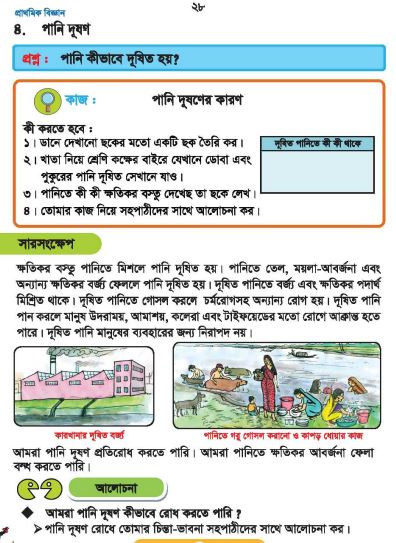 প্রাথমিক বিজ্ঞান
২৮
৪. পানি দূষণ
প্রশ্ন : পানি কীভাবে দূষিত হয়?
কাজ : পানি দূষণের কারণ
কী করতে হবে :
১। ডানে দেখানো ছকের মতো একটি ছক তৈরি কর।
২। খাতা নিয়ে শ্রেণি কক্ষের বাইরে যেখানে ডোবা এবং
পুকুরের পানি দূষিত সেখানে যাও।
৩। পানিতে কী কী ক্ষতিকর বস্তু দেখেছ তা ছকে লেখ।
৪। তোমার কাজ নিয়ে সহপাঠীদের সাথে আলোচনা কর।
দূষিত পানিতে কী কী থাকে
সারসংক্ষেপ
ক্ষতিকর বস্তু পানিতে মিশলে পানি দূষিত হয়। পানিতে তেল, ময়লা-আবর্জনা এবং
অন্যান্য ক্ষতিকর বর্জ্য ফেললে পানি দূষিত হয়। দূষিত পানিতে বর্জ্য এবং ক্ষতিকর পদার্থ
মিশ্রিত থাকে। দূষিত পানিতে গোসল করলে চর্মরোগসহ অন্যান্য রোগ হয়। দূষিত পানি
পান করলে মানুষ উদরাময়, আমাশয়, কলেরা এবং টাইফয়েডের মতো রোগে আক্রান্ত হতে
পারে। দূষিত পানি মানুষের ব্যবহারের জন্য নিরাপদ নয়।
কারখানার দূষিত বর্জ্য
পানিতে গরু গোসল করানো ও কাপড় ধোয়ার কাজ
আমরা পানি দূষণ প্রতিরোধ করতে পারি। আমরা পানিতে ক্ষতিকর আবর্জনা ফেলা
বন্ধ করতে পারি।
আলোচনা
◆ আমরা পানি দূষণ কীভাবে রোধ করতে পারি ?
➢ পানি দূষণ রোধে তোমার চিন্তা-ভাবনা সহপাঠীদের সাথে আলোচনা কর।